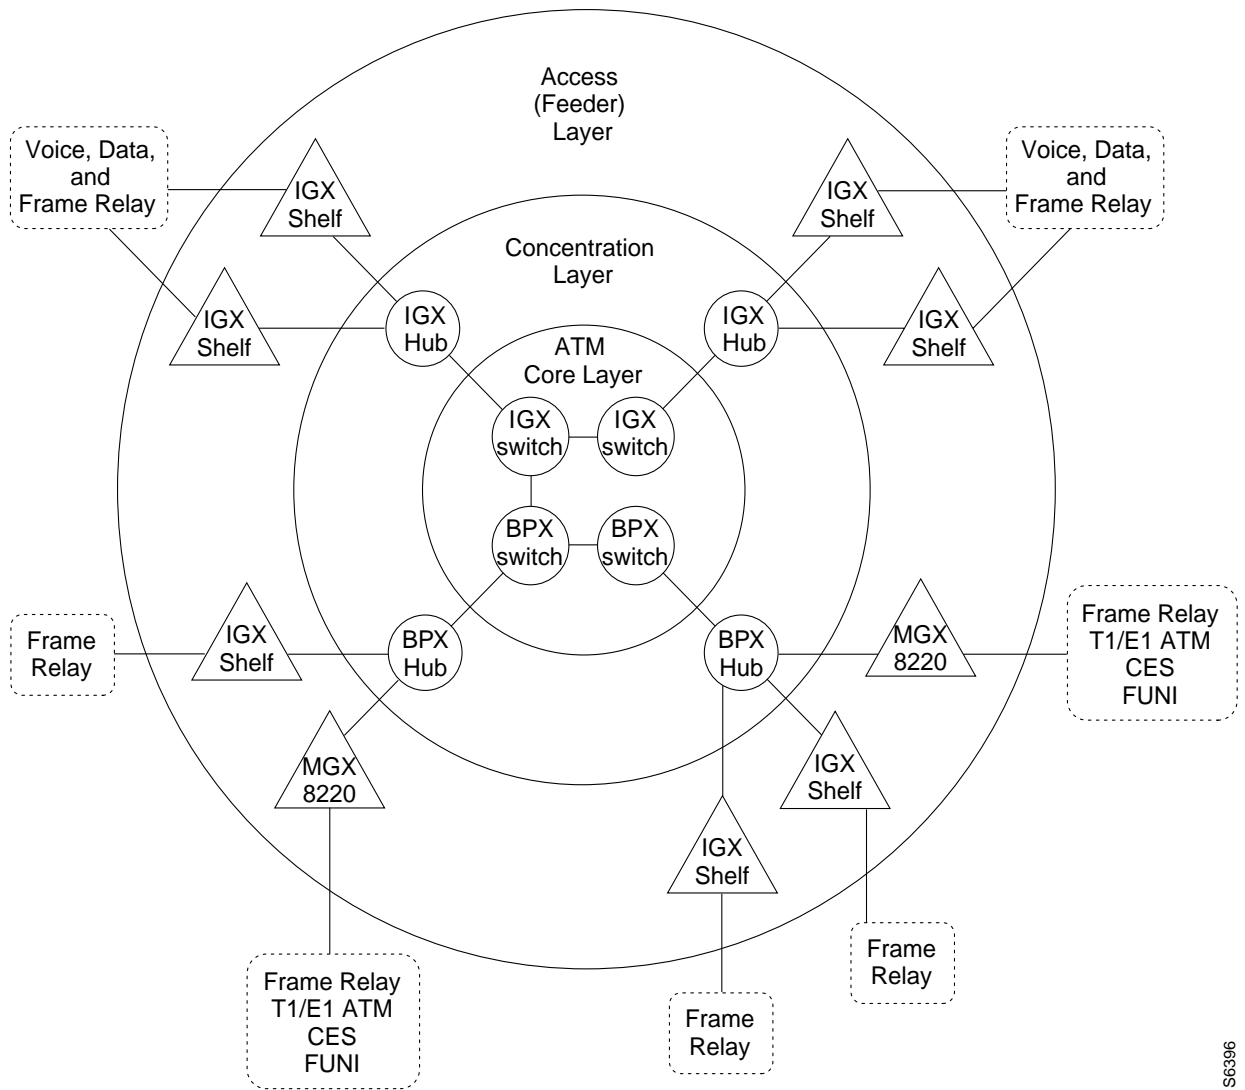 Access
(Feeder)
Layer
Voice, Data,
and
Frame Relay
IGX
Shelf
IGX
Shelf
Voice, Data,
and
Frame Relay
Concentration
Layer
IGX
Shelf
IGX
Hub
IGX
Hub
IGX
Shelf
ATM
Core Layer
IGX
switch
IGX
switch
BPX
switch
BPX
switch
Frame
Relay
IGX
Shelf
BPX
Hub
BPX
Hub
MGX
8220
Frame Relay
T1/E1 ATM
CES
FUNI
MGX
8220
IGX
Shelf
IGX
Shelf
Frame
Relay
Frame Relay
T1/E1 ATM
CES
FUNI
Frame
Relay
S6396